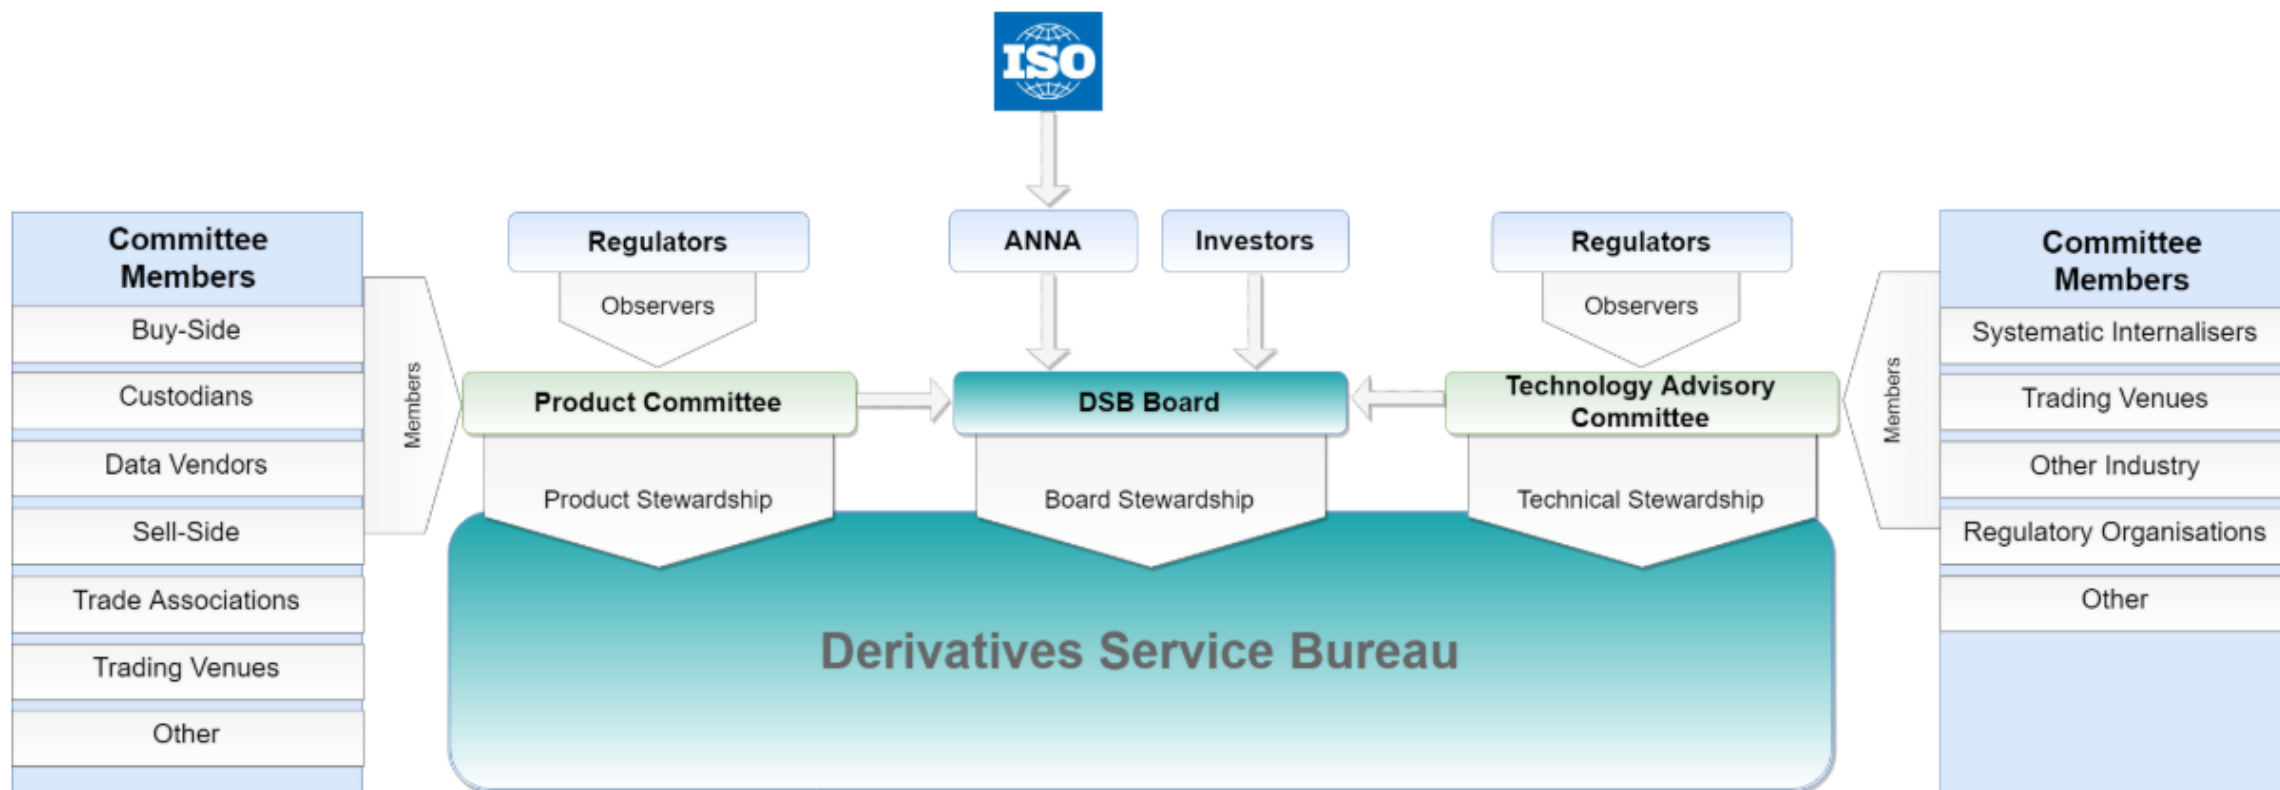 ISO
Committee
Members
Regulators
ANNA
Investors
Regulators
Committee
Members
Observers
Observers
Buy-Side
Custodians
Data Vendors
Sell-Side
Trade Associations
Trading Venues
Other
Members
Product Committee
DSB Board
Technology Advisory
Committee
Members
Systematic Internalisers
Trading Venues
Other Industry
Regulatory Organisations
Other
Product Stewardship
Board Stewardship
Technical Stewardship
Derivatives Service Bureau